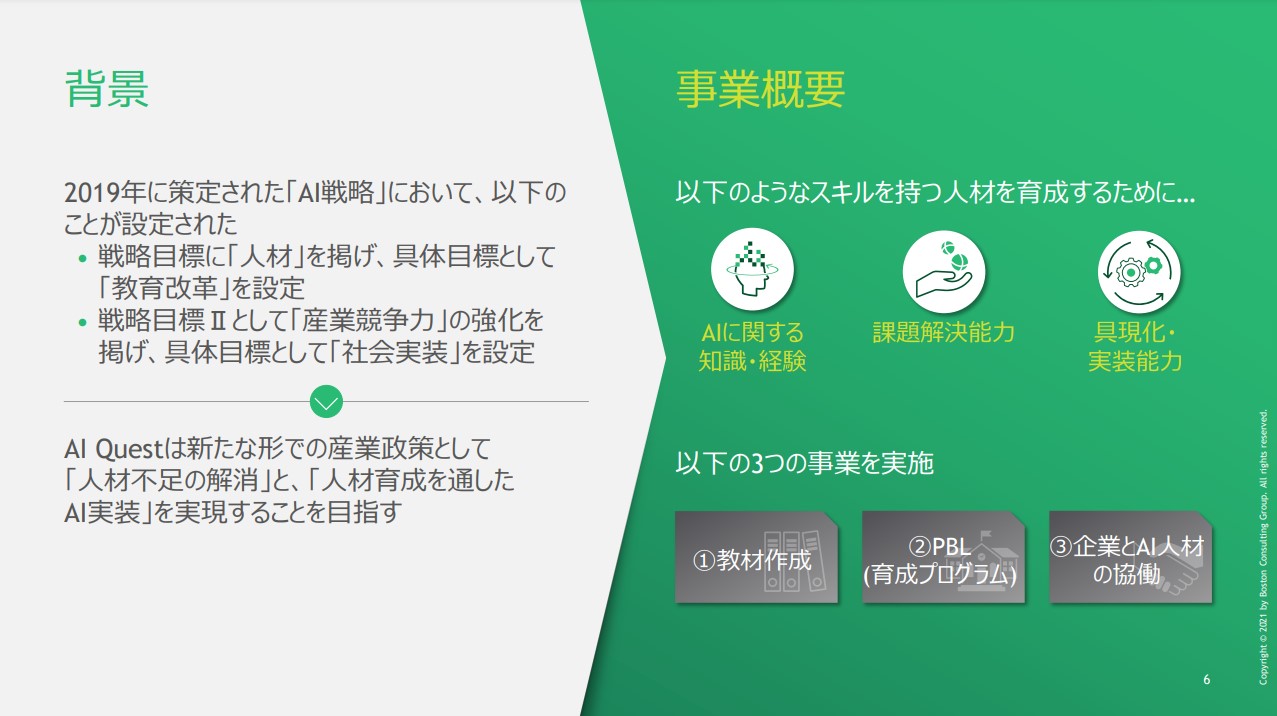 背景
2019年に策定された「AI戦略」において、以下の
ことが設定された
• 戦略目標に「人材」を掲げ、具体目標として
「教育改革」を設定
• 戦略目標Ⅱとして「産業競争力」の強化を
掲げ、具体目標として「社会実装」を設定
AI Questは新たな形での産業政策として
「人材不足の解消」と、「人材育成を通した
AI実装」を実現することを目指す
事業概要
以下のようなスキルを持つ人材を育成するために…
AIに関する
知識・経験
課題解決能力
具現化・
実装能力
以下の3つの事業を実施
①教材作成
②PBL
(育成プログラム)
③企業とAI人材
の協働
6
Copyright © 2021 by Boston Consulting Group. All rights reserved.